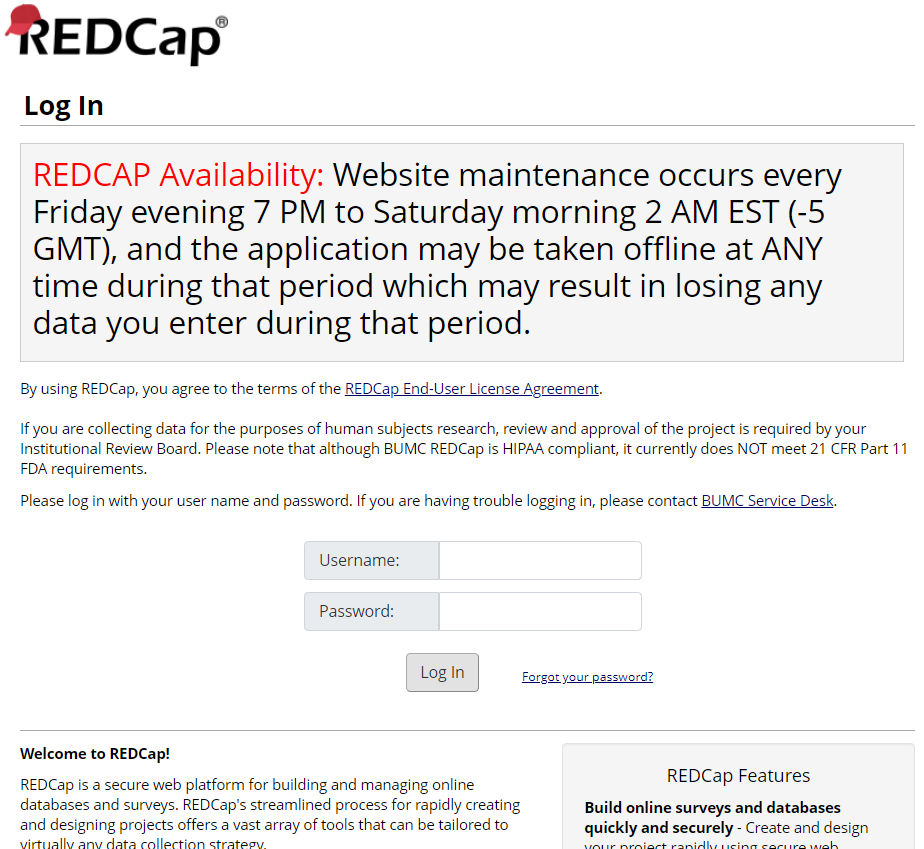 REDCap®
Log In
REDCAP Availability: Website maintenance occurs every
Friday evening 7 PM to Saturday morning 2 AM EST (-5
GMT), and the application may be taken offline at ANY
time during that period which may result in losing any
data you enter during that period.
By using REDCap, you agree to the terms of the REDCap End-User License Agreement.
If you are collecting data for the purposes of human subjects research, review and approval of the project is required by your
Institutional Review Board. Please note that although BUMC REDCap is HIPAA compliant, it currently does NOT meet 21 CFR Part 11
FDA requirements.
Please log in with your user name and password. If you are having trouble logging in, please contact BUMC Service Desk.
Username:
Password:
Log In
Forgot your password?
Welcome to REDCap!
REDCap is a secure web platform for building and managing online
databases and surveys. REDCap's streamlined process for rapidly creating
and designing projects offers a vast array of tools that can be tailored to
virtually any data collection strategy.
REDCap Features
Build online surveys and databases
quickly and securely - Create and design
your project rapidly using secure web